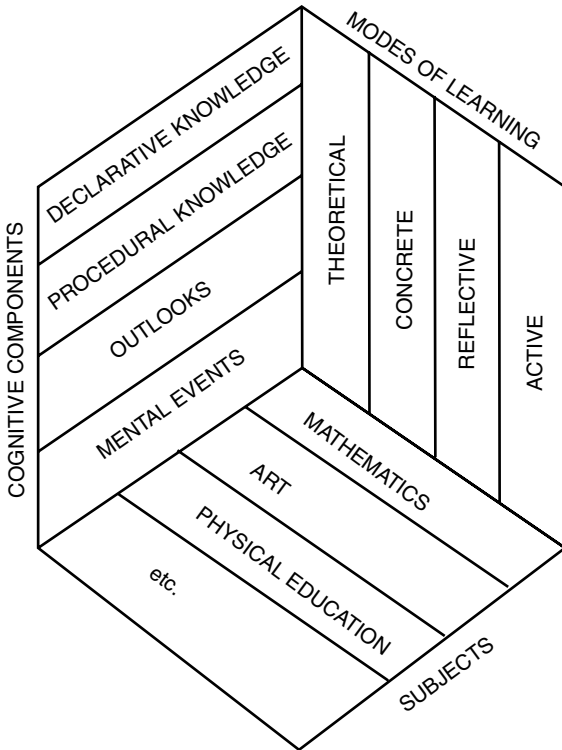 MODES OF LEARNING
DECLARATIVE KNOWLEDGE
PROCEDURAL KNOWLEDGE
OUTLOOKS
MENTAL EVENTS
COGNITIVE COMPONENTS
THEORETICAL
CONCRETE
REFLECTIVE
ACTIVE
MATHEMATICS
ART
PHYSICAL EDUCATION
etc.
SUBJECTS